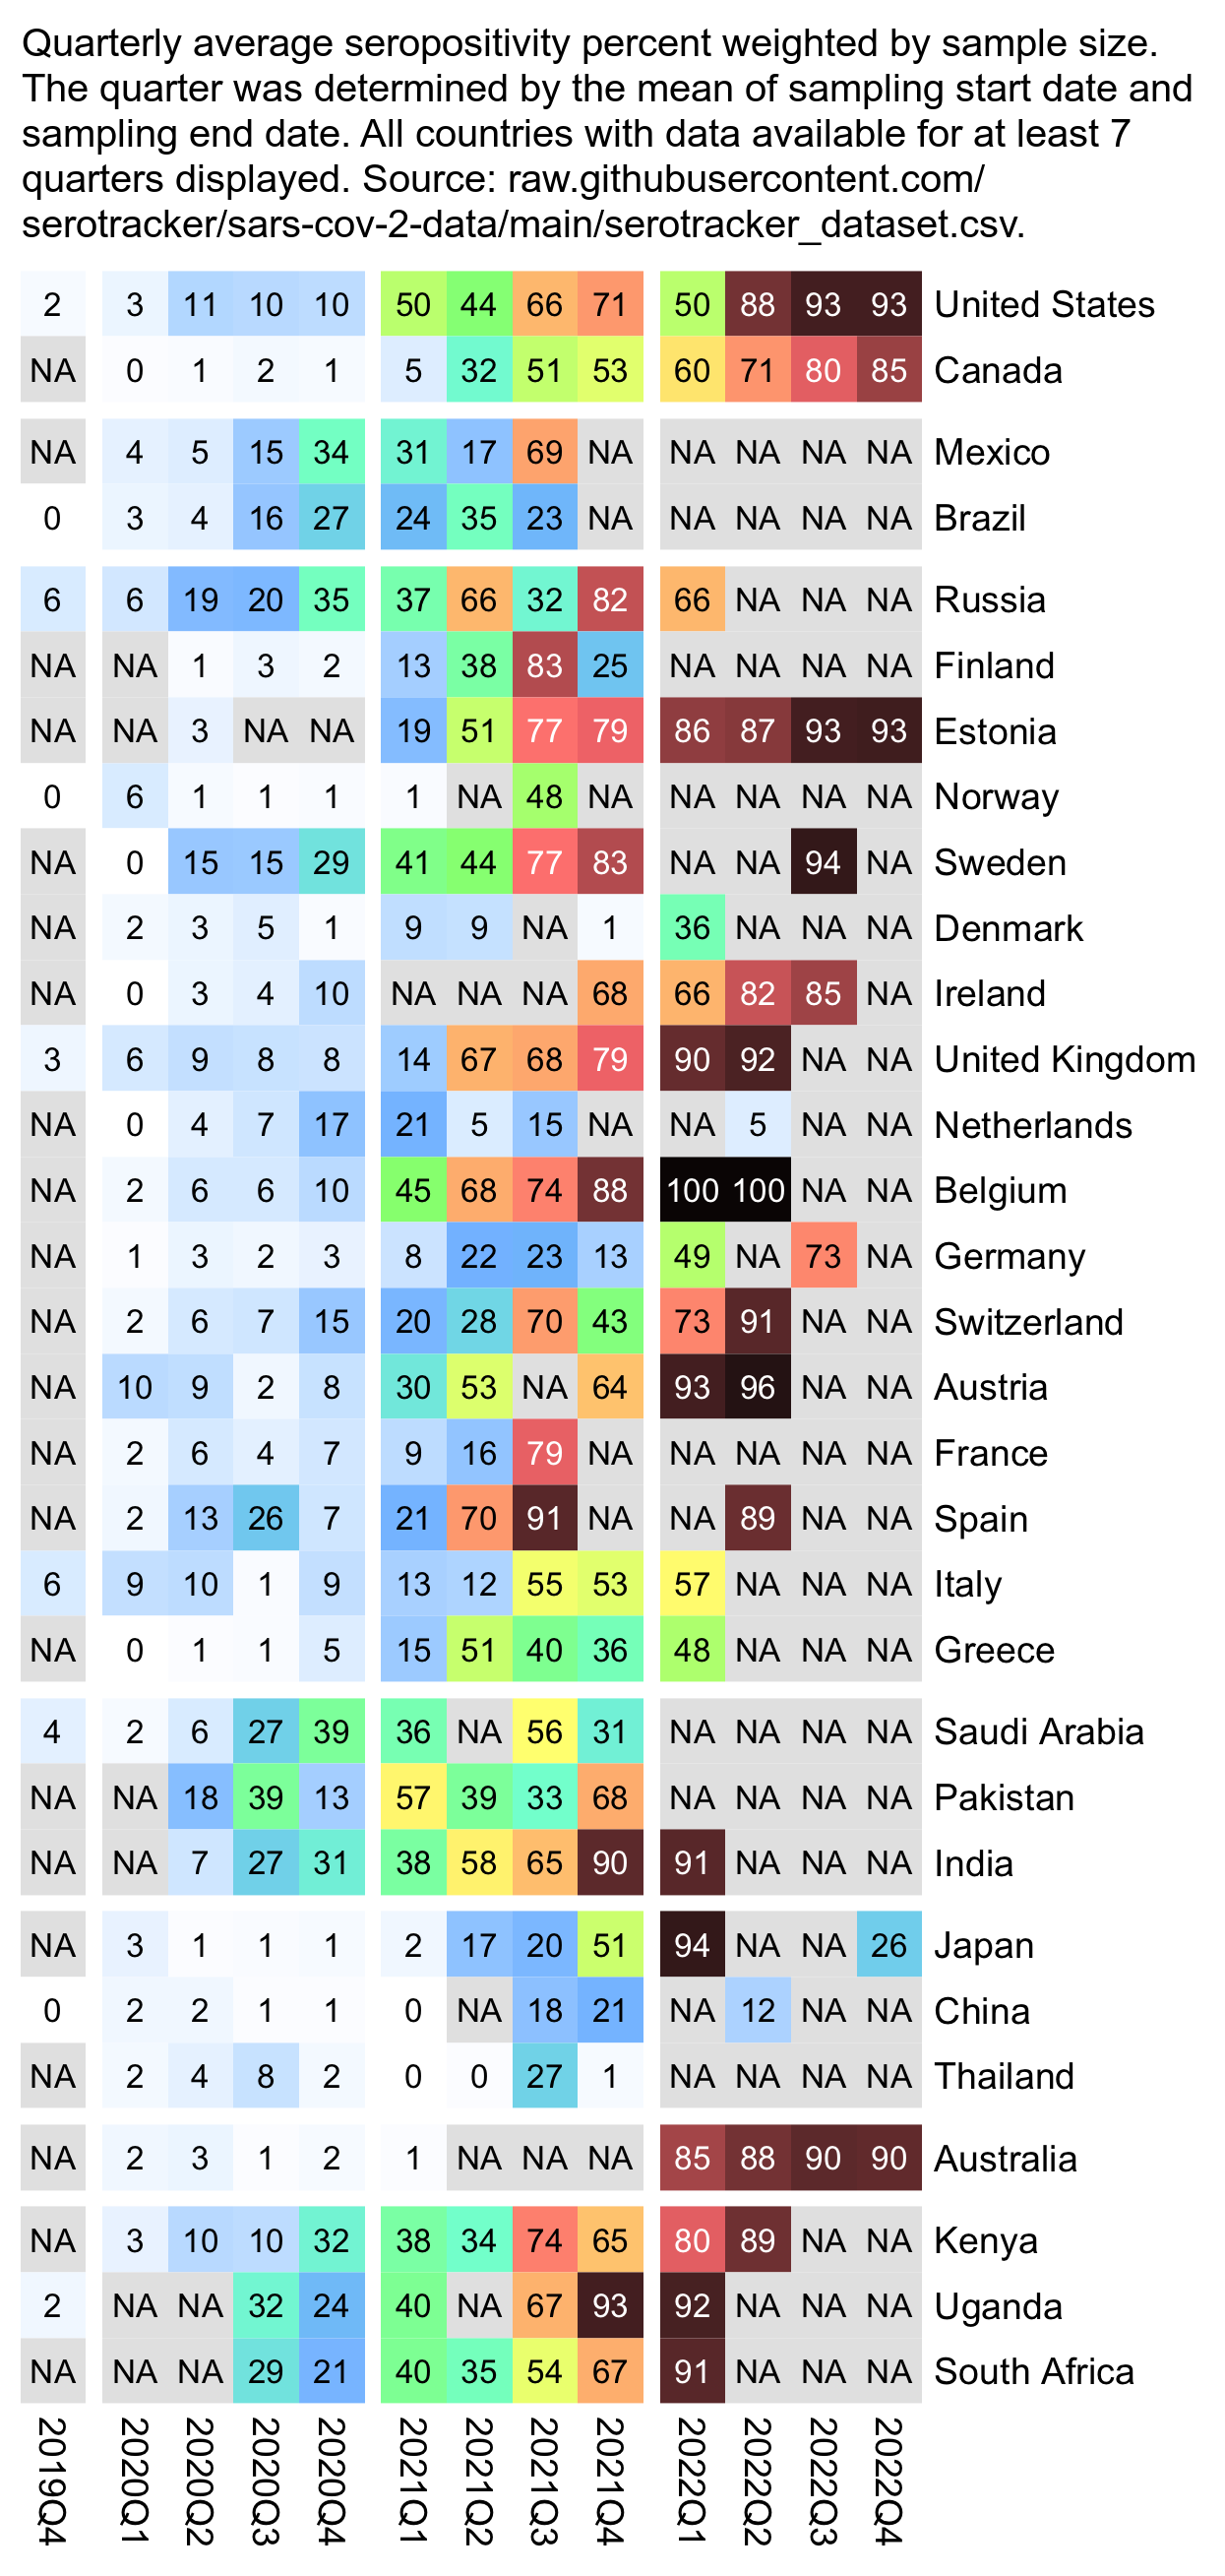 Quarterly average seropositivity percent weighted by sample size.
The quarter was determined by the mean of sampling start date and
sampling end date. All countries with data available for at least 7
quarters displayed. Source: raw.githubusercontent.com/
serotracker/sars-cov-2-data/main/serotracker_dataset.csv.
2 3 11 10 10 50 44 66 71 50 88 93 93 United States
NA 0 1 2 1 5 32 51 53 60 71 80 85 Canada
NA 4 5 15 34 31 17 69 NA NA NA NA NA Mexico
0 3 4 16 27 24 35 23 NA NA NA NA NA Brazil
6 6 19 20 35 37 66 32 82 66 NA NA NA Russia
NA NA 1 3 2 13 38 83 25 NA NA NA NA Finland
NA NA 3 NA NA 19 51 77 79 86 87 93 93 Estonia
0 6 1 1 1 1 NA 48 NA NA NA NA NA Norway
NA 0 15 15 29 41 44 77 83 NA NA 94 NA Sweden
NA 2 3 5 1 9 9 NA 1 36 NA NA NA Denmark
NA 0 3 4 10 NA NA NA 68 66 82 85 NA Ireland
3 6 9 8 8 14 67 68 79 90 92 NA NA United Kingdom
NA 0 4 7 17 21 5 15 NA NA 5 NA NA Netherlands
NA 2 6 6 10 45 68 74 88 100 100 NA NA Belgium
NA 1 3 2 3 8 22 23 13 49 NA 73 NA Germany
NA 2 6 7 15 20 28 70 43 73 91 NA NA Switzerland
NA 10 9 2 8 30 53 NA 64 93 96 NA NA Austria
NA 2 6 4 7 9 16 79 NA NA NA NA NA France
NA 2 13 26 7 21 70 91 NA NA 89 NA NA Spain
6 9 10 1 9 13 12 55 53 57 NA NA NA Italy
NA 0 1 1 5 15 51 40 36 48 NA NA NA Greece
4 2 6 27 39 36 NA 56 31 NA NA NA NA Saudi Arabia
NA NA 18 39 13 57 39 33 68 NA NA NA NA Pakistan
NA NA 7 27 31 38 58 65 90 91 NA NA NA India
NA 3 1 1 1 2 17 20 51 94 NA NA 26 Japan
0 2 2 1 1 0 NA 18 21 NA 12 NA NA China
NA 2 4 8 2 0 0 27 1 NA NA NA NA Thailand
NA 2 3 1 2 1 NA NA NA 85 88 90 90 Australia
NA 3 10 10 32 38 34 74 65 80 89 NA NA Kenya
2 NA NA 32 24 40 NA 67 93 92 NA NA NA Uganda
NA NA NA 29 21 40 35 54 67 91 NA NA NA South Africa
2019Q4 2020Q1 2020Q2 2020Q3 2020Q4 2021Q1 2021Q2 2021Q3 2021Q4 2022Q1 2022Q2 2022Q3 2022Q4